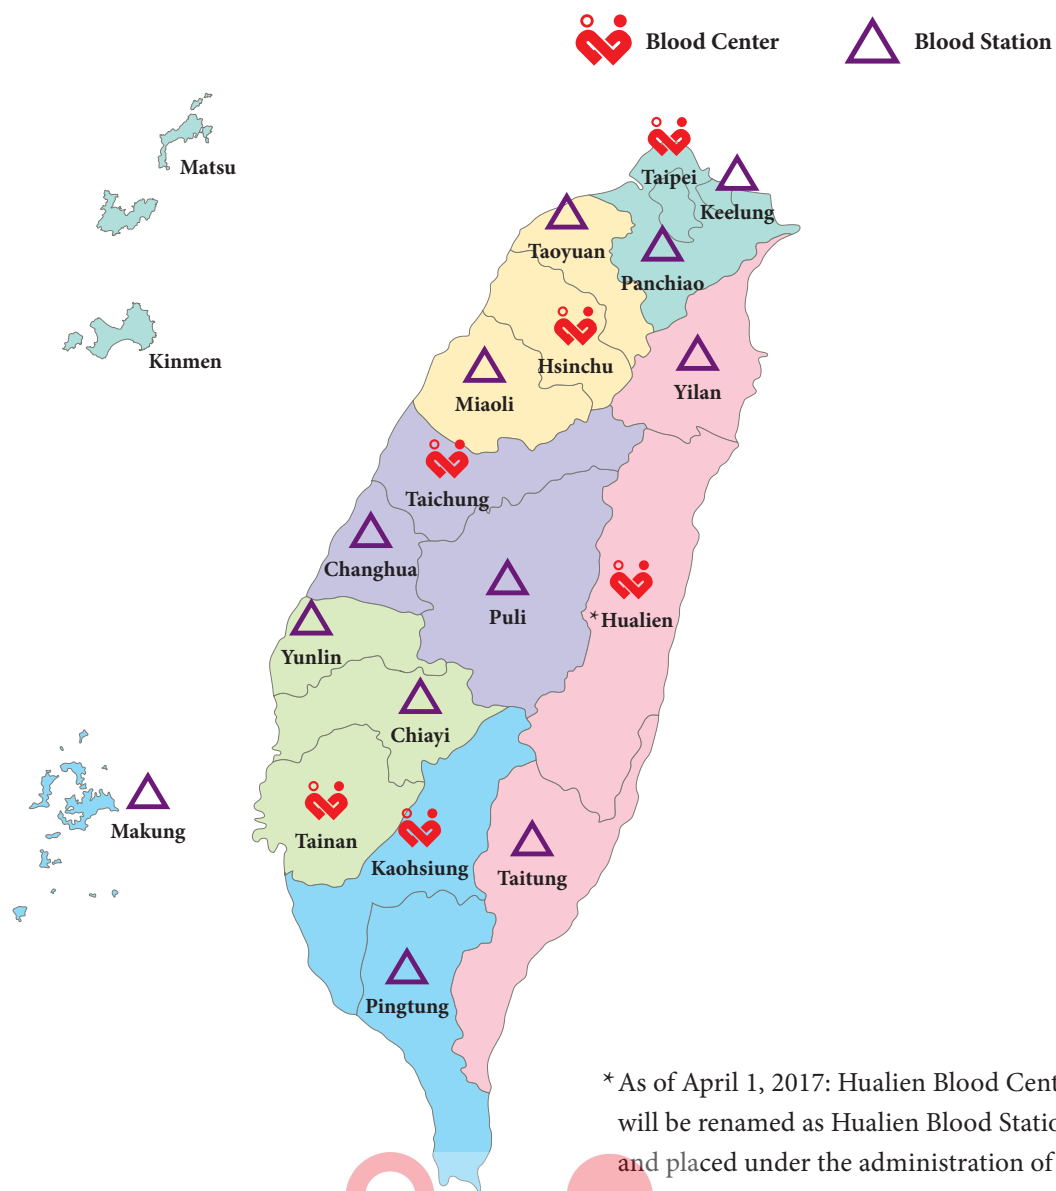 Blood Center
Blood Station
Matsu
Taipei
Keelung
Taoyuan
Panchiao
Kinmen
Hsinchu
Yilan
Miaoli
Taichung
Changhua
Puli
*Hualien
Yunlin
Chiayi
Makung
Tainan
Kaohsiung
Taitung
Pingtung
*As of April 1, 2017: Hualien Blood Cent
will be renamed as Hualien Blood Statio
and placed under the administration of